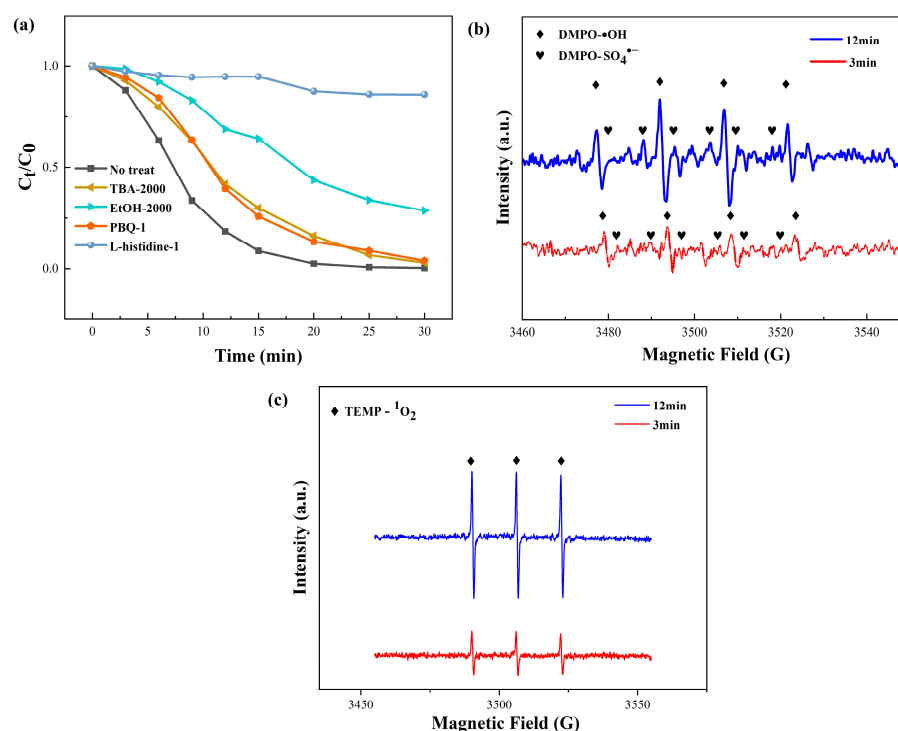 (a)
1.0
0.5
0.0
Ct/C0
No treat
TBA-2000
EtOH-2000
PBQ-1
L-histidine-1
0 5 10 15 20 25 30
Time (min)
(b)
♦ DMPO-•OH
♥ DMPO-SO₄•−
12min
3min
Intensity (a.u.)
3460 3480 3500 3520 3540
Magnetic Field (G)
(c)
♦ TEMP - ¹O₂
12min
3min
Intensity (a.u.)
3450 3500 3550
Magnetic Field (G)